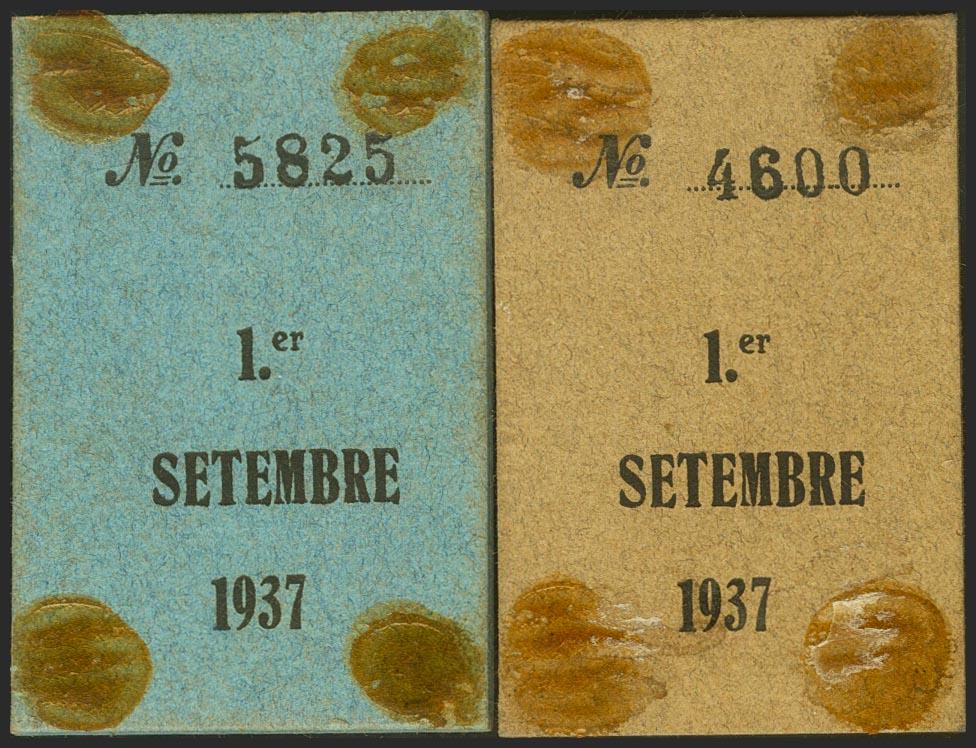 No. 5825
1.er
SETEMBRE
1937
No. 4600
1.er
SETEMBRE
1937